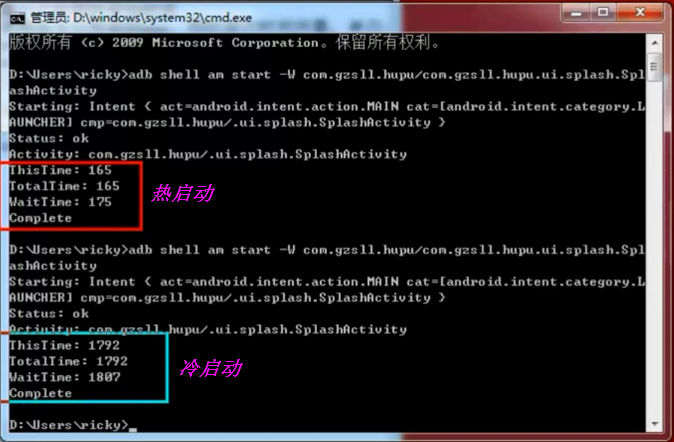 管理员: D:\windows\system32\cmd.exe
版权所有 (c) 2009 Microsoft Corporation。保留所有权利。
D:\Users\ricky>adb shell am start -W com.gzsll.hupu/com.gzsll.hupu.ui.splash.Spl
ashActivity
Starting: Intent { act=android.intent.action.MAIN cat=[android.intent.category.L
AUNCHER] cmp=com.gzsll.hupu/.ui.splash.SplashActivity }
Status: ok
Activity: com.gzsll.hupu/.ui.splash.SplashActivity
ThisTime: 165
TotalTime: 165
WaitTime: 175
Complete
热启动
D:\Users\ricky>adb shell am start -W com.gzsll.hupu/com.gzsll.hupu.ui.splash.Spl
ashActivity
Starting: Intent { act=android.intent.action.MAIN cat=[android.intent.category.L
AUNCHER] cmp=com.gzsll.hupu/.ui.splash.SplashActivity }
Status: ok
Activity: com.gzsll.hupu/.ui.splash.SplashActivity
ThisTime: 1792
TotalTime: 1792
WaitTime: 1807
Complete
冷启动
D:\Users\ricky>_